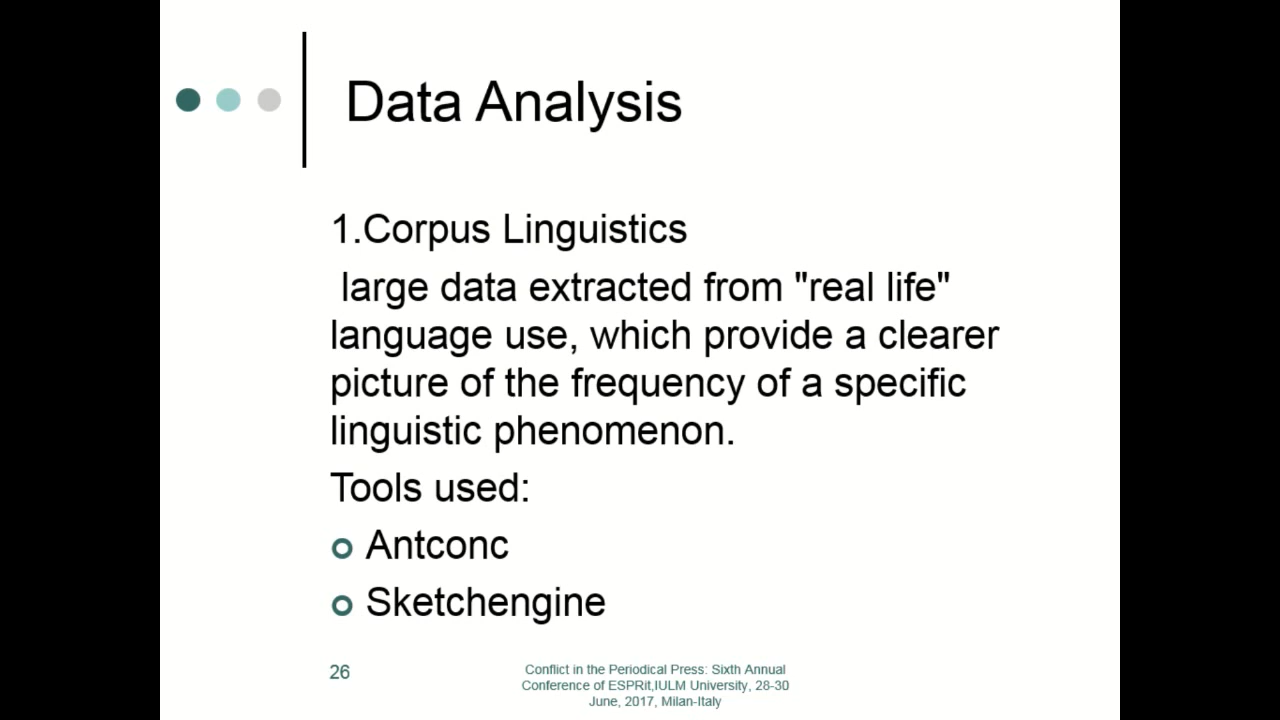 Data Analysis
1.Corpus Linguistics
large data extracted from "real life"
language use, which provide a clearer
picture of the frequency of a specific
linguistic phenomenon.
Tools used:
Antconc
Sketchengine
26
Conflict in the Periodical Press: Sixth Annual
Conference of ESPRit,IULM University, 28-30
June, 2017, Milan-Italy